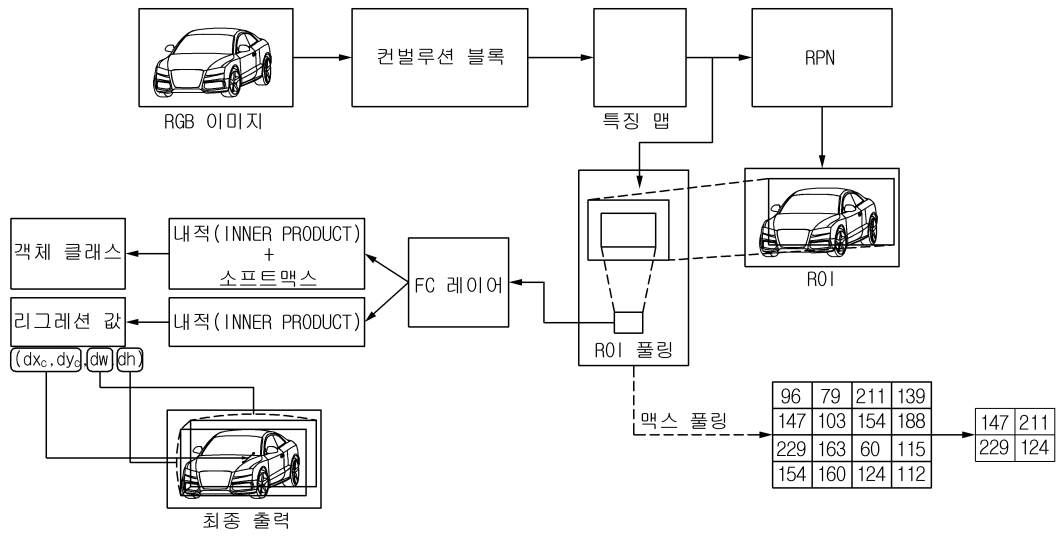 컨벌루션 블록
RPN
RGB 이미지
특징 맵
객체 클래스
내적(INNER PRODUCT)
+
소프트맥스
FC 레이어
ROI
리그레션 값
내적(INNER PRODUCT)
(dxc,dyc,dw,dh)
ROI 풀링
맥스 풀링
96 79 211 139
147 103 154 188
229 163 60 115
154 160 124 112
147 211
229 124
최종 출력